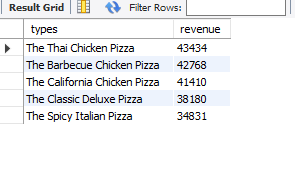 Result Grid Filter Rows:
types revenue
The Thai Chicken Pizza 43434
The Barbecue Chicken Pizza 42768
The California Chicken Pizza 41410
The Classic Deluxe Pizza 38180
The Spicy Italian Pizza 34831